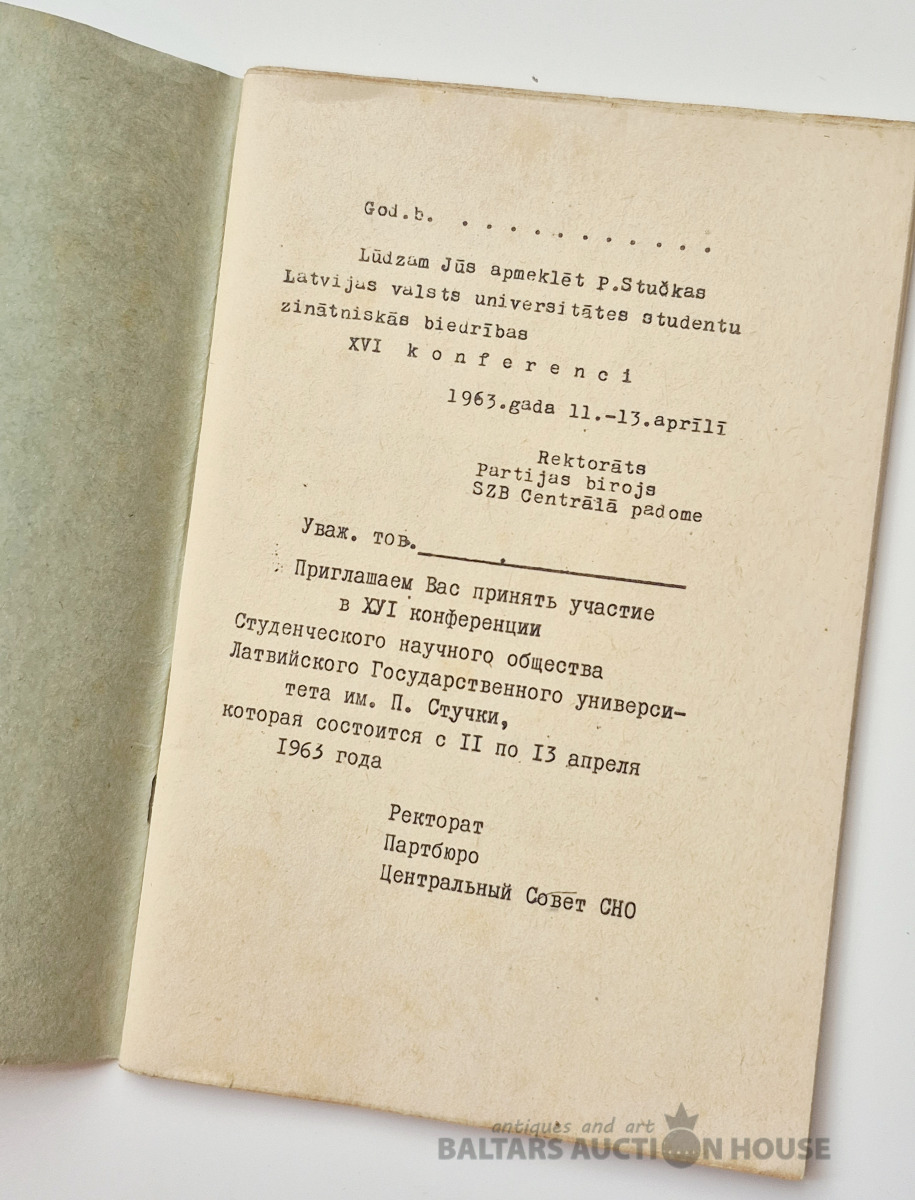 God.b. . . . . . . . . . . .
Lūdzam Jūs apmeklēt P.Stučkas
Latvijas valsts universitātes studentu
zinātniskās biedrības
XVI k o n f e r e n c i
1963.gada 11.-13.aprīlī
Rektorāts
Partijas birojs
SZB Centrālā padome
Уваж. тов.
Приглашаем Вас принять участие
в ХУІ конференции
Студенческого научного общества
Латвийского Государственного универси-
тета им. П. Стучки,
которая состоится с II по I3 апреля
I963 года
Ректорат
Партбюро
Центральный Совет СНО
antiques and art
BALTARS AUCTION HOUSE